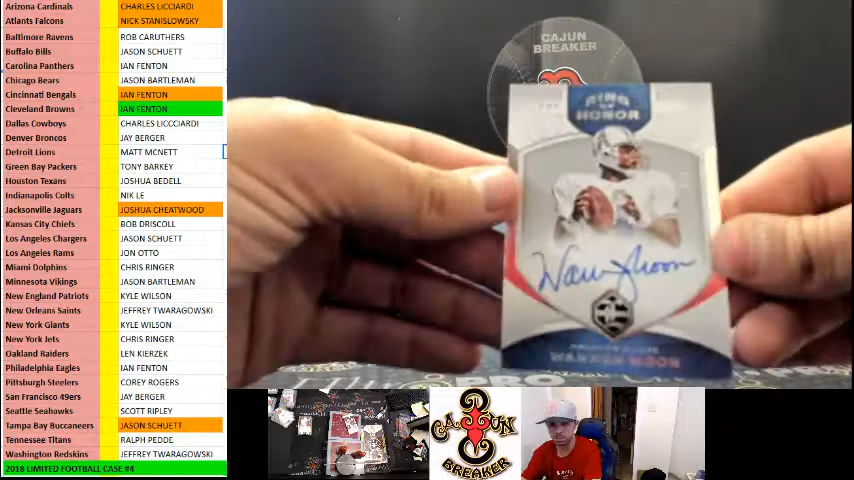 Arizona Cardinals CHARLES LICCIARDI
Atlants Falcons NICK STANISLOWSKY
Baltimore Ravens ROB CARUTHERS
Buffalo Bills JASON SCHUETT
Carolina Panthers IAN FENTON
Chicago Bears JASON BARTLEMAN
Cincinnati Bengals IAN FENTON
Cleveland Browns IAN FENTON
Dallas Cowboys CHARLES LICCCIARDI
Denver Broncos JAY BERGER
Detroit Lions MATT MCNETT
Green Bay Packers TONY BARKEY
Houston Texans JOSHUA BEDELL
Indianapolis Colts NIK LE
Jacksonville Jaguars JOSHUA CHEATWOOD
Kansas City Chiefs BOB DRISCOLL
Los Angeles Chargers JASON SCHUETT
Los Angeles Rams JON OTTO
Miami Dolphins CHRIS RINGER
Minnesota Vikings JASON BARTLEMAN
New England Patriots KYLE WILSON
New Orleans Saints JEFFREY TWARAGOWSKI
New York Giants KYLE WILSON
New York Jets CHRIS RINGER
Oakland Raiders LEN KIERZEK
Philadelphia Eagles IAN FENTON
Pittsburgh Steelers COREY ROGERS
San Francisco 49ers JAY BERGER
Seattle Seahawks SCOTT RIPLEY
Tampa Bay Buccaneers JASON SCHUETT
Tennessee Titans RALPH PEDDE
Washington Redskins JEFFREY TWARAGOWSKI
2018 LIMITED FOOTBALL CASE #4
CAJUN
BREAKER
RING
OF
HONOR
Warren Moon
WARREN MOON
CAJUN
BREAKER